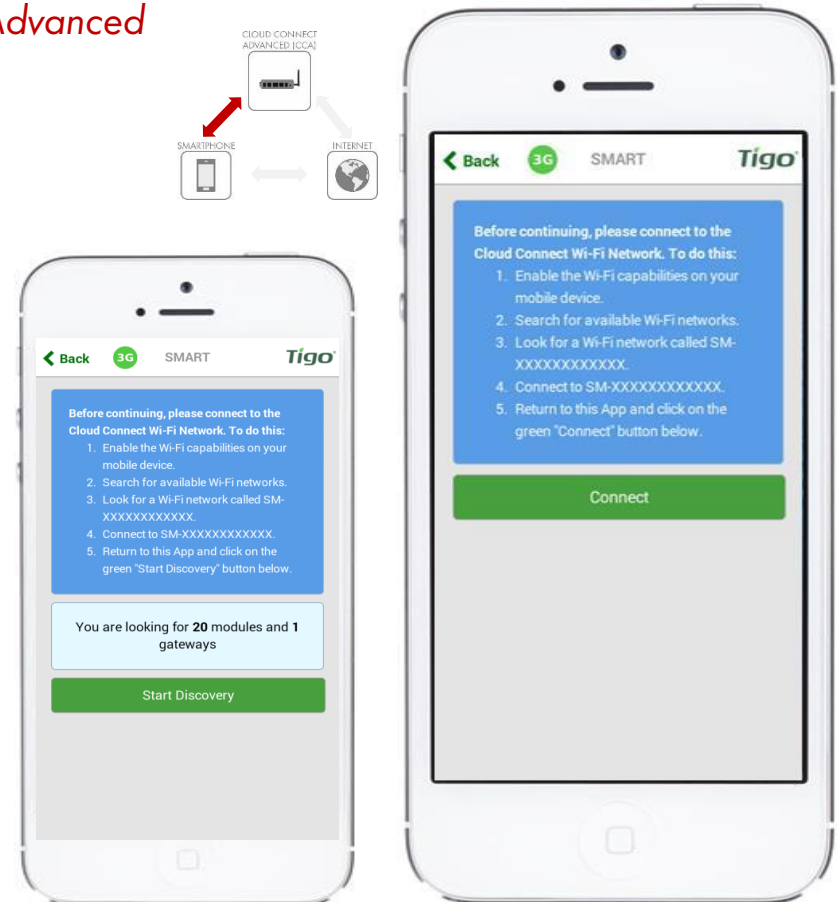 Advanced
CLOUD CONNECT
ADVANCED (CCA)
SMARTPHONE
INTERNET
Back
3G
SMART
Tigo
Before continuing, please connect to the
Cloud Connect Wi-Fi Network. To do this:
1. Enable the Wi-Fi capabilities on your
mobile device.
2. Search for available Wi-Fi networks.
3. Look for a Wi-Fi network called SM-
XXXXXXXXXXXX.
4. Connect to SM-XXXXXXXXXXXX.
5. Return to this App and click on the
green "Start Discovery" button below.
You are looking for 20 modules and 1
gateways
Start Discovery
Back
3G
SMART
Tigo
Before continuing, please connect to the
Cloud Connect Wi-Fi Network. To do this:
1. Enable the Wi-Fi capabilities on your
mobile device.
2. Search for available Wi-Fi networks.
3. Look for a Wi-Fi network called SM-
XXXXXXXXXXXX.
4. Connect to SM-XXXXXXXXXXXX.
5. Return to this App and click on the
green "Connect" button below.
Connect